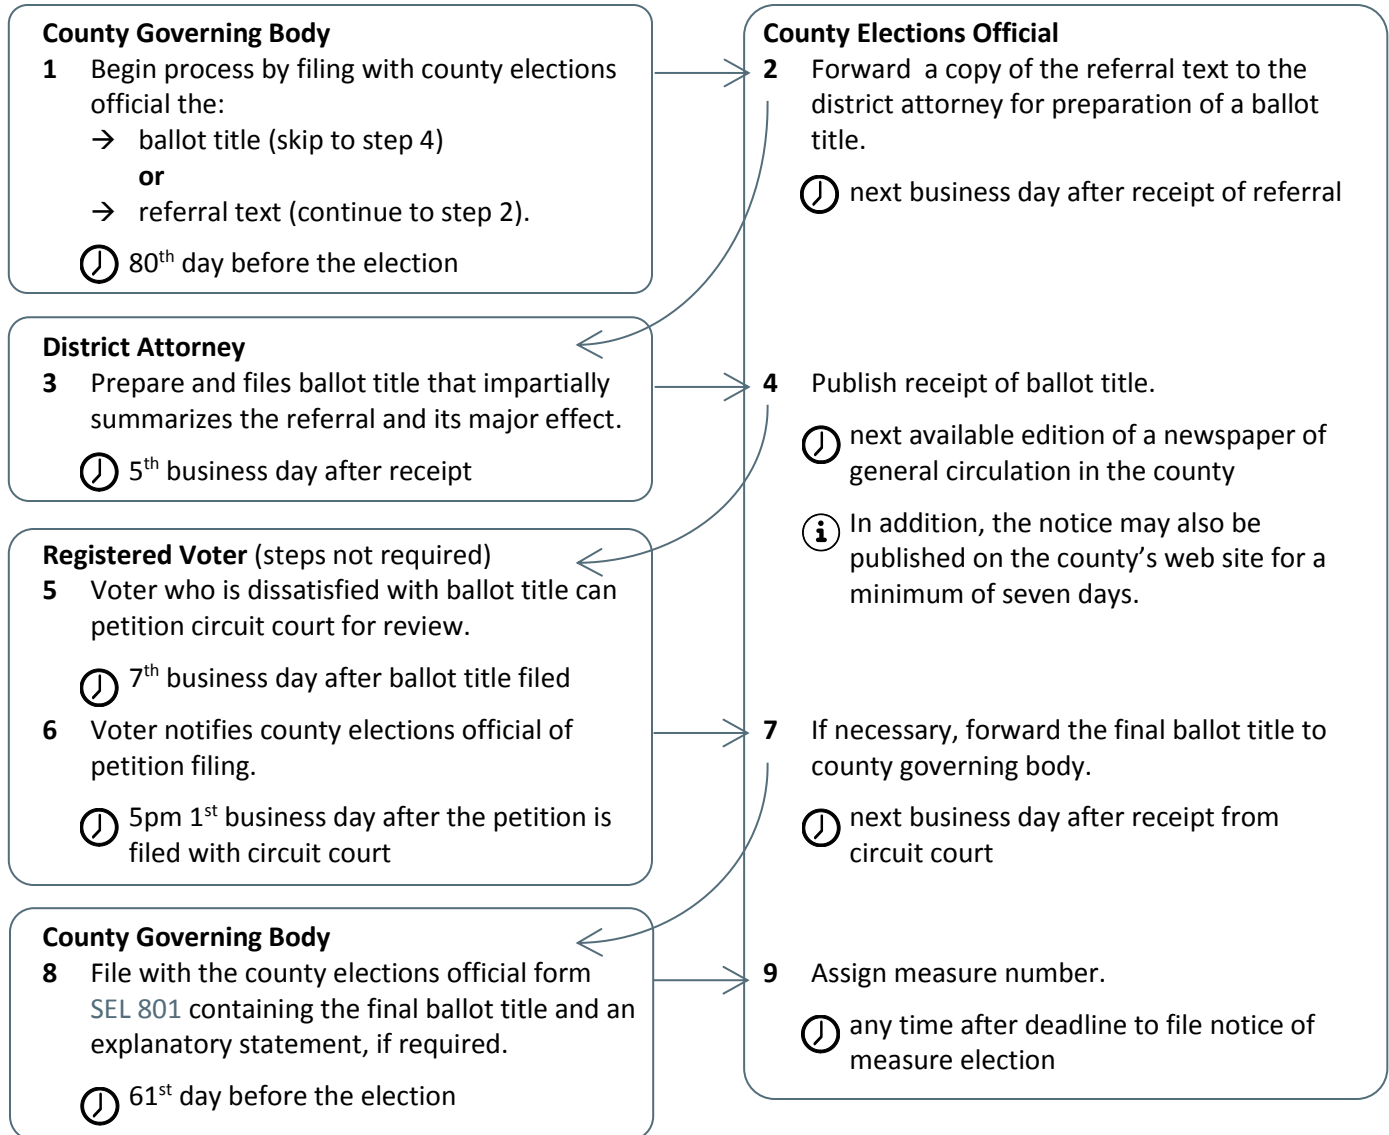 County Governing Body
1 Begin process by filing with county elections
official the:
→ ballot title (skip to step 4)
or
→ referral text (continue to step 2).
80th day before the election
County Elections Official
2 Forward a copy of the referral text to the
district attorney for preparation of a ballot
title.
next business day after receipt of referral
District Attorney
3 Prepare and files ballot title that impartially
summarizes the referral and its major effect.
5th business day after receipt
4 Publish receipt of ballot title.
next available edition of a newspaper of
general circulation in the county
In addition, the notice may also be
published on the county’s web site for a
minimum of seven days.
Registered Voter (steps not required)
5 Voter who is dissatisfied with ballot title can
petition circuit court for review.
7th business day after ballot title filed
6 Voter notifies county elections official of
petition filing.
5pm 1st business day after the petition is
filed with circuit court
7 If necessary, forward the final ballot title to
county governing body.
next business day after receipt from
circuit court
County Governing Body
8 File with the county elections official form
SEL 801 containing the final ballot title and an
explanatory statement, if required.
61st day before the election
9 Assign measure number.
any time after deadline to file notice of
measure election